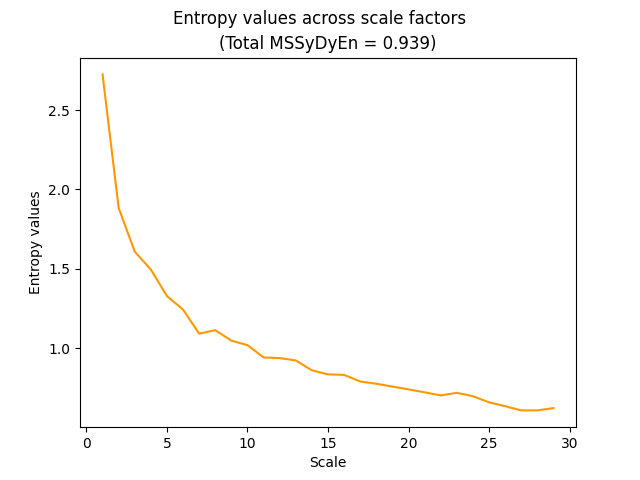 Entropy values across scale factors
(Total MSSyDyEn = 0.939)
Entropy values
2.5
2.0
1.5
1.0
0
5
10
15
20
25
30
Scale